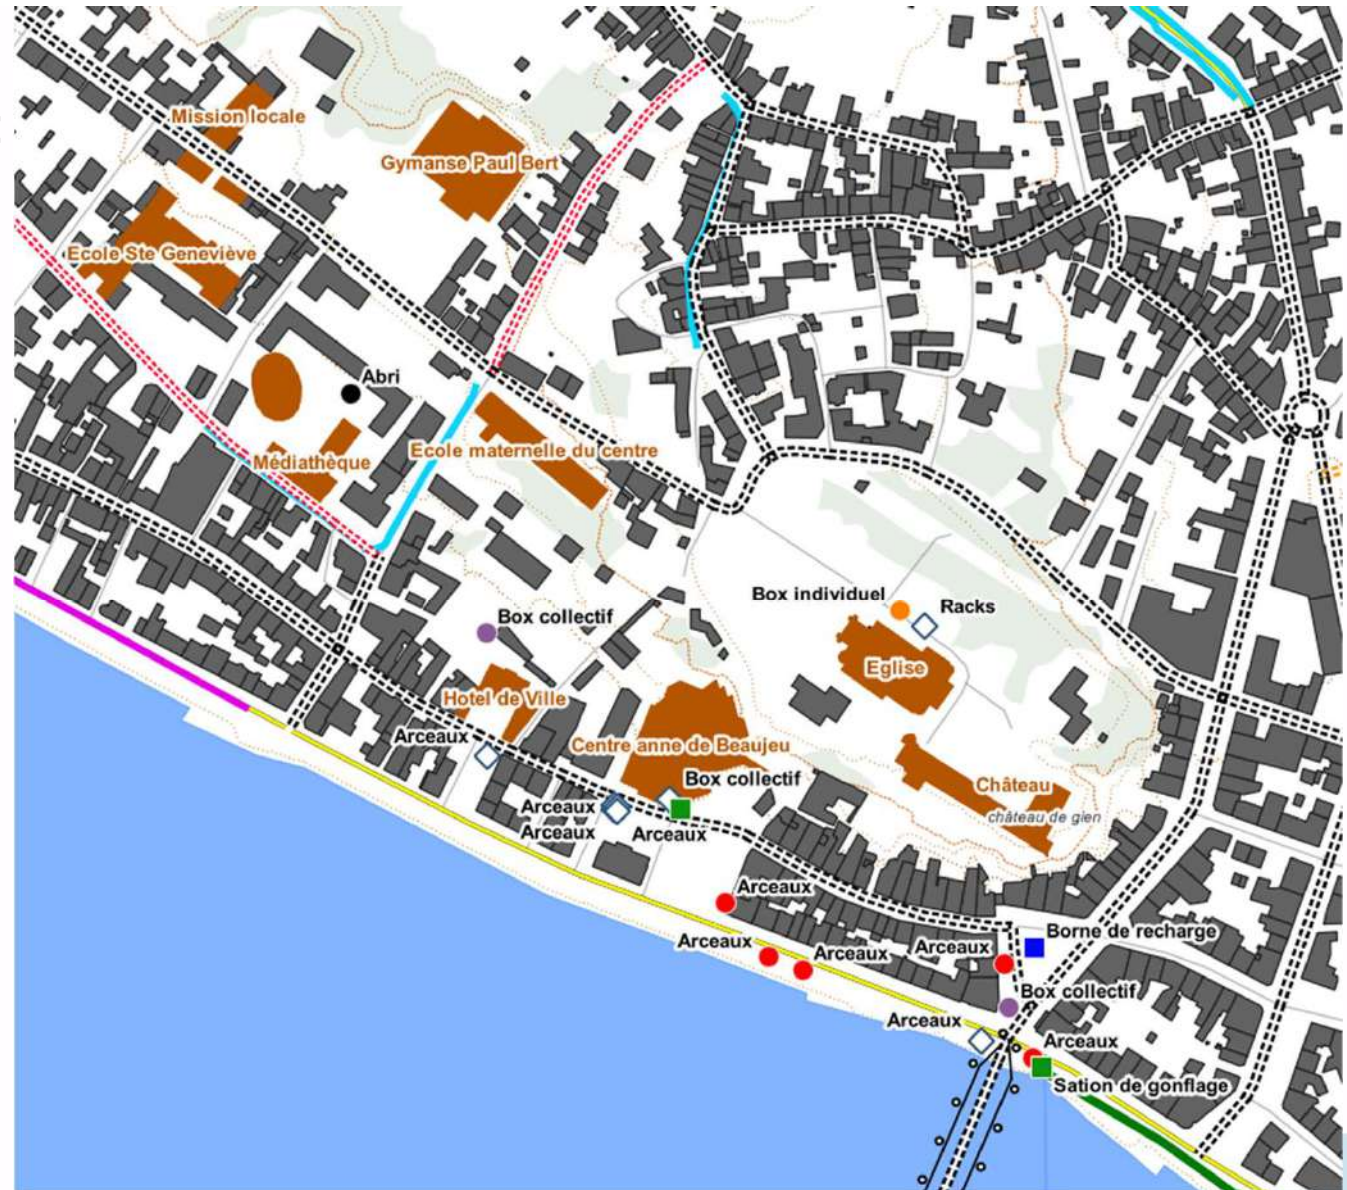 Mission locale
Gymanse Paul Bert
Ecole Ste Geneviève
Abri
Ecole maternelle du centre
Médiathèque
Box individuel
Racks
Box collectif
Eglise
Hotel de Ville
Arceaux
Centre anne de Beaujeu
Box collectif
Château
château de gien
Arceaux
Arceaux
Arceaux
Arceaux
Arceaux
Arceaux
Arceaux
Borne de recharge
Box collectif
Arceaux
Arceaux
Sation de gonflage